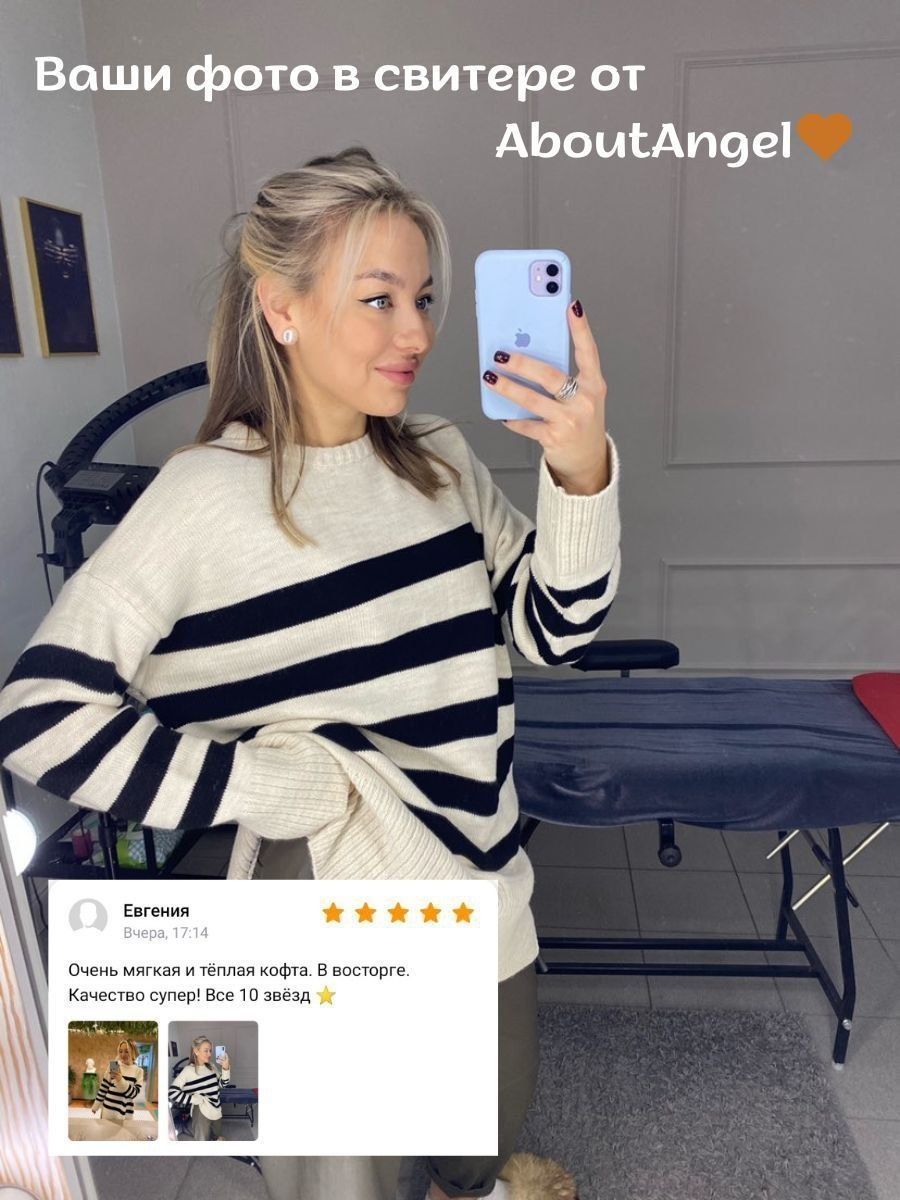 Ваши фото в свитере от
AboutAngel🧡
Евгения
Вчера, 17:14
Очень мягкая и тёплая кофта. В восторге.
Качество супер! Все 10 звёзд ⭐